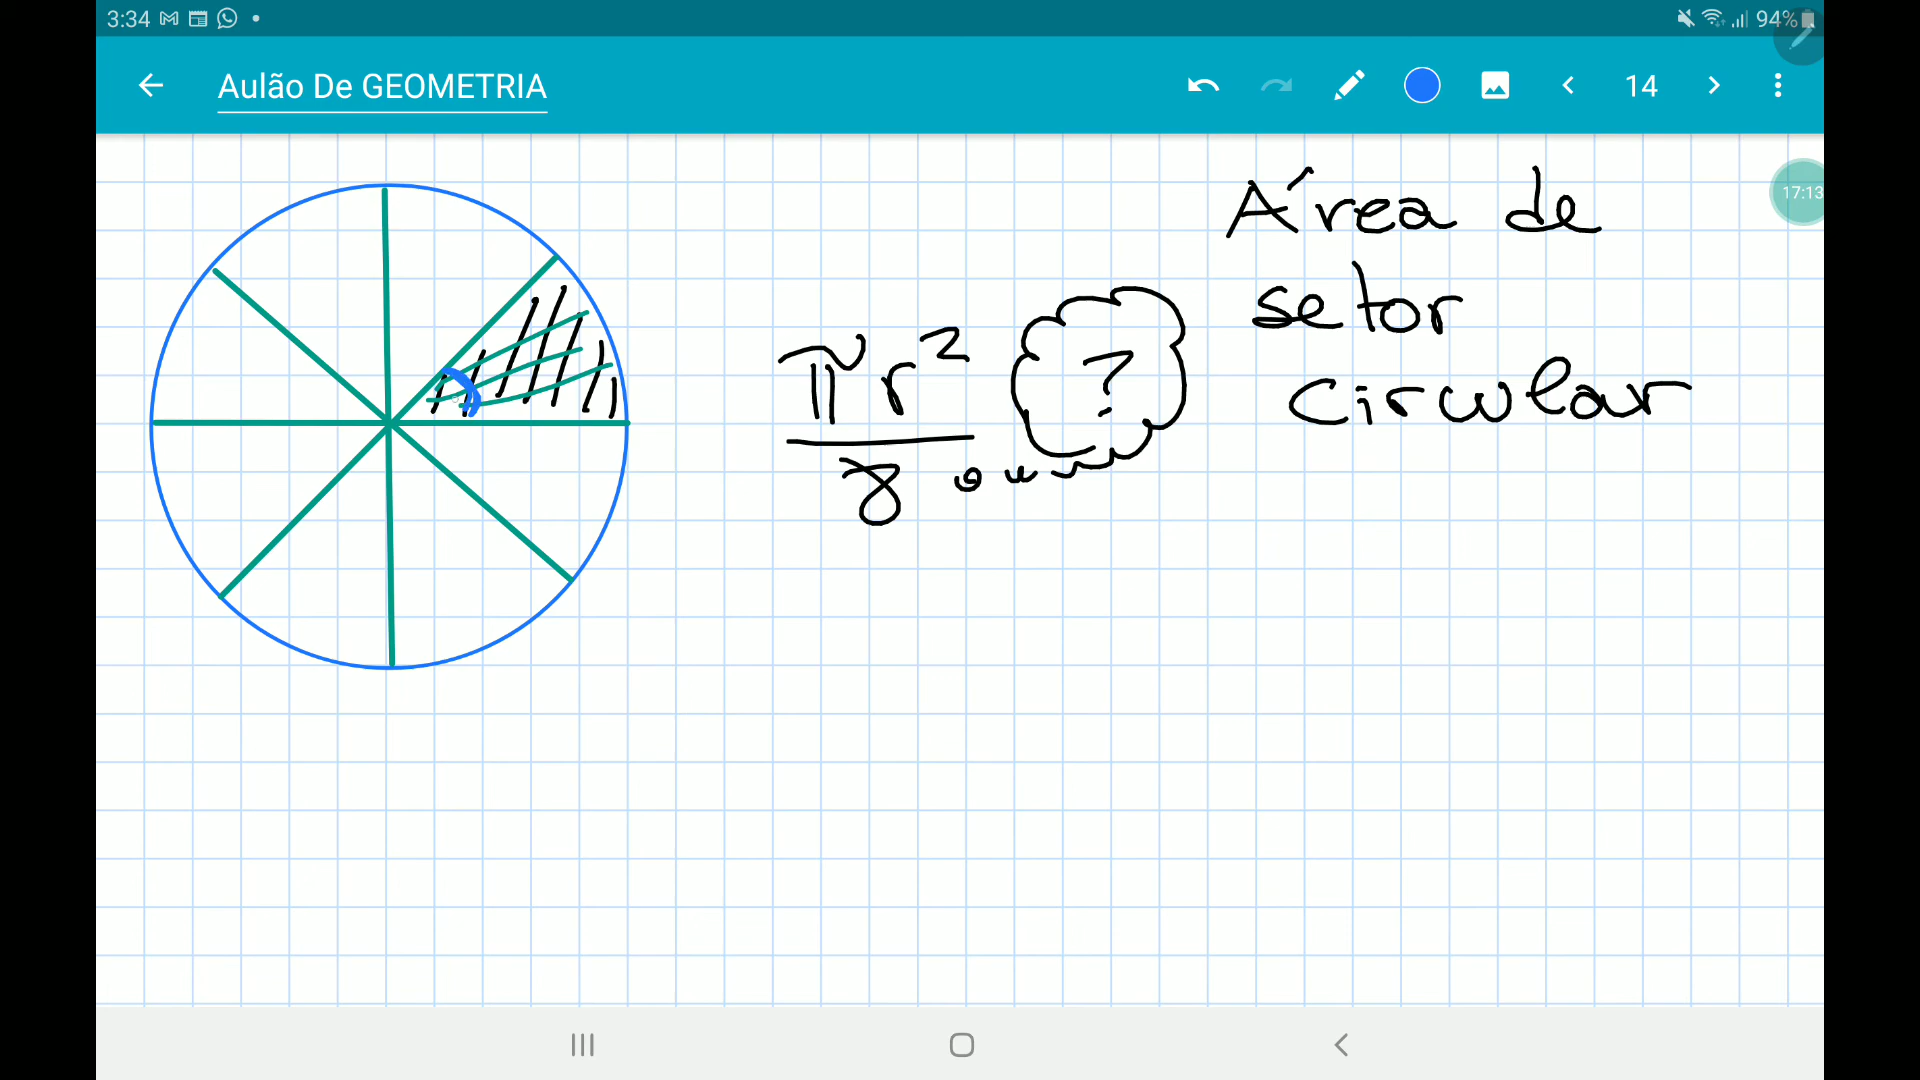 3:34 94%
Aulão De GEOMETRIA 14
17:13
Área de
setor
circular
πr² ?
8